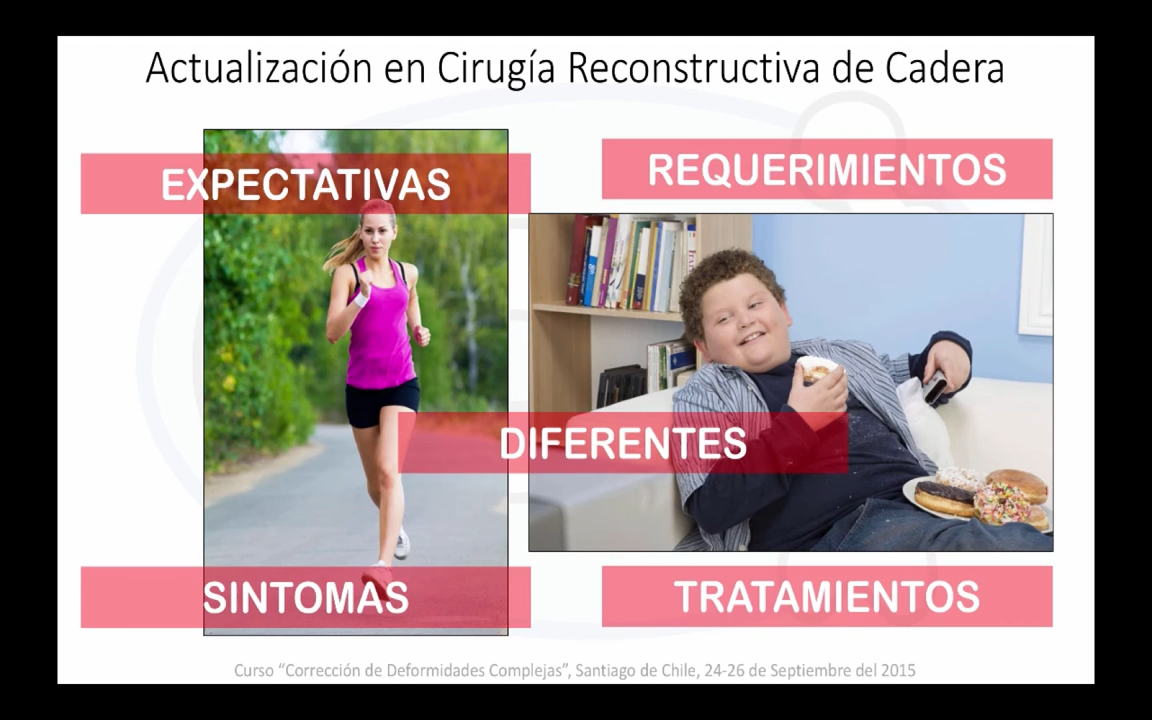 Actualización en Cirugía Reconstructiva de Cadera
EXPECTATIVAS
REQUERIMIENTOS
DIFERENTES
SINTOMAS
TRATAMIENTOS
Curso “Corrección de Deformidades Complejas”, Santiago de Chile, 24-26 de Septiembre del 2015